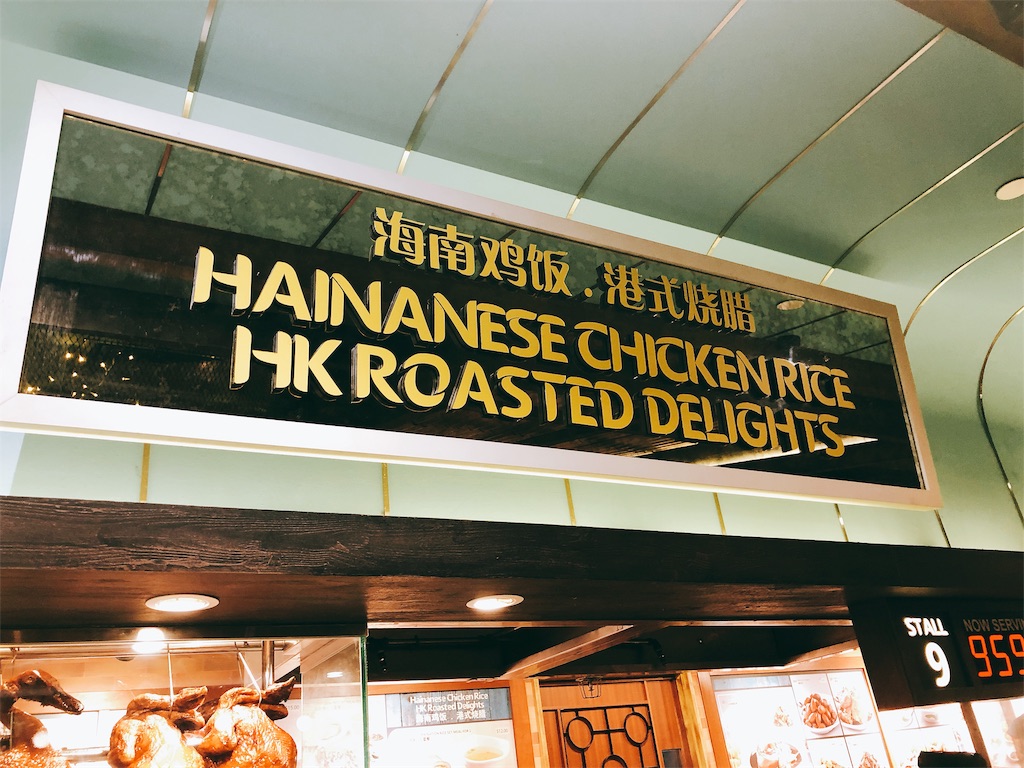 海南鸡饭 . 港式烧腊
HAINANESE CHICKEN RICE
HK ROASTED DELIGHTS
STALL
9
NOW SERVIN
959
Hainanese Chicken Rice
HK Roasted Delights
海南鸡饭 . 港式烧腊